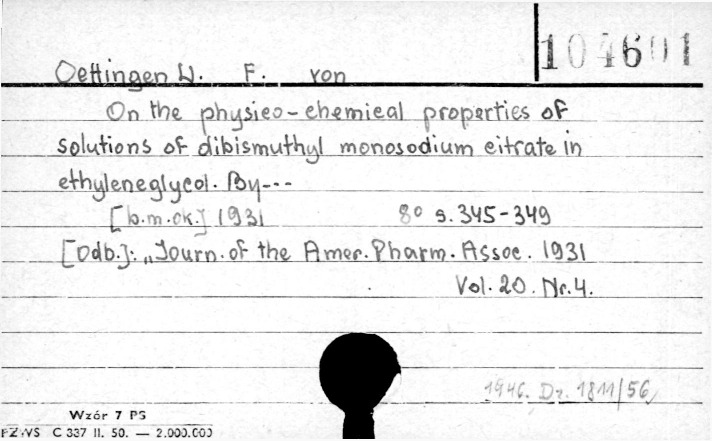 104601
Oettingen W. F. von
On the physico-chemical properties of
solutions of dibismuthyl monosodium citrate in
ethyleneglycol. By---
[b.m.ok.] 1931 8° s. 345-349
[Odb.]: „Journ. of the Amer. Pharm. Assoc. 1931
Vol. 20. Nr. 4.
1946. Dz. 1811/56,
Wzór 7 PS
PZWS C 337 II. 50. — 2.000.000